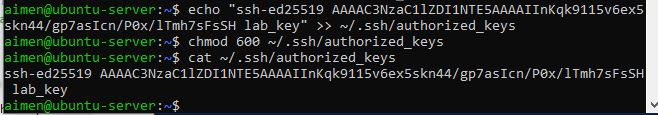 aimen@ubuntu-server:~$ echo "ssh-ed25519 AAAAC3NzaC1lZDI1NTE5AAAAIInKqk9115v6ex5
skn44/gp7asIcn/P0x/lTmh7sFsSH lab_key" >> ~/.ssh/authorized_keys
aimen@ubuntu-server:~$ chmod 600 ~/.ssh/authorized_keys
aimen@ubuntu-server:~$ cat ~/.ssh/authorized_keys
ssh-ed25519 AAAAC3NzaC1lZDI1NTE5AAAAIInKqk9115v6ex5skn44/gp7asIcn/P0x/lTmh7sFsSH
 lab_key
aimen@ubuntu-server:~$